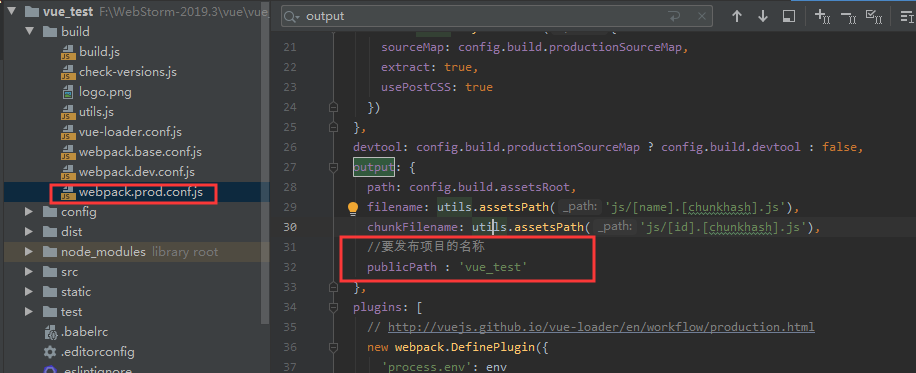 vue_test F:\WebStorm-2019.3\vue\vue_
build
build.js
check-versions.js
logo.png
utils.js
vue-loader.conf.js
webpack.base.conf.js
webpack.dev.conf.js
webpack.prod.conf.js
config
dist
node_modules library root
src
static
test
.babelrc
.editorconfig
.eslintignore
output
21 sourceMap: config.build.productionSourceMap,
22 extract: true,
23 usePostCSS: true
24 })
25 },
26 devtool: config.build.productionSourceMap ? config.build.devtool : false,
27 output: {
28 path: config.build.assetsRoot,
29 filename: utils.assetsPath( _path: 'js/[name].[chunkhash].js'),
30 chunkFilename: utils.assetsPath( _path: 'js/[id].[chunkhash].js'),
31 //要发布项目的名称
32 publicPath : 'vue_test'
33 },
34 plugins: [
35 // http://vuejs.github.io/vue-loader/en/workflow/production.html
36 new webpack.DefinePlugin({
37 'process.env': env